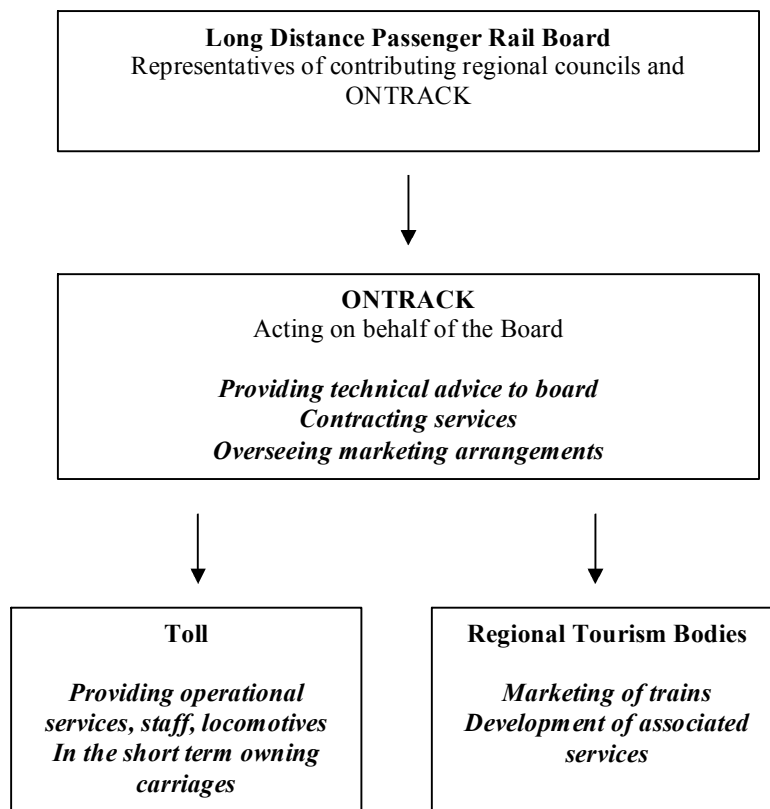 Long Distance Passenger Rail Board
Representatives of contributing regional councils and
ONTRACK
ONTRACK
Acting on behalf of the Board
Providing technical advice to board
Contracting services
Overseeing marketing arrangements
Toll
Providing operational
services, staff, locomotives
In the short term owning
carriages
Regional Tourism Bodies
Marketing of trains
Development of associated
services